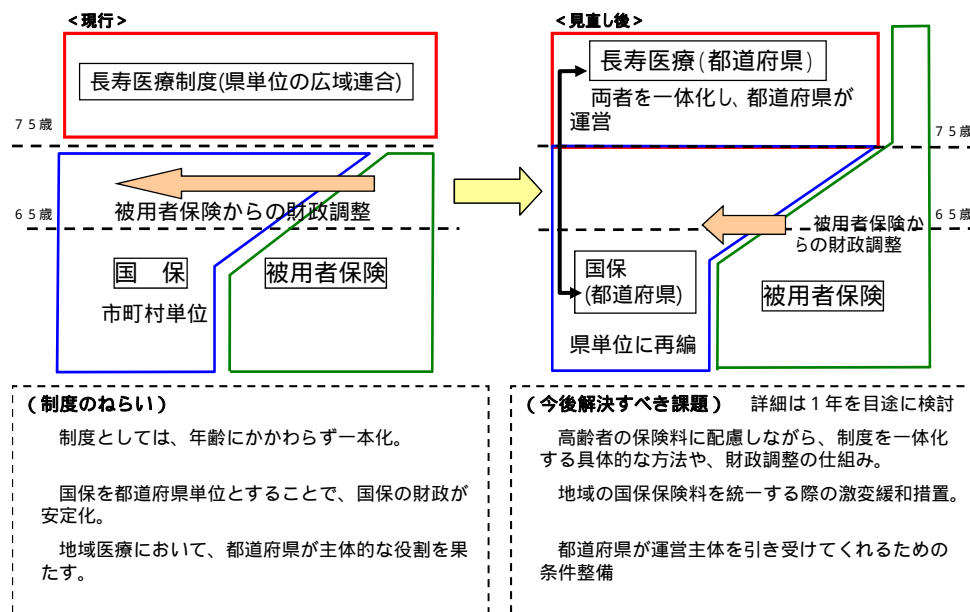 <現行>
長寿医療制度(県単位の広域連合)
75歳
65歳
被用者保険からの財政調整
国　保
被用者保険
市町村単位
<見直し後>
長寿医療(都道府県)
両者を一体化し、都道府県が
運営
75歳
65歳
被用者保険か
らの財政調整
国保
(都道府県)
被用者保険
県単位に再編
(制度のねらい)
制度としては、年齢にかかわらず一本化。
国保を都道府県単位とすることで、国保の財政が
安定化。
地域医療において、都道府県が主体的な役割を果
たす。
(今後解決すべき課題)　詳細は1年を目途に検討
高齢者の保険料に配慮しながら、制度を一体化
する具体的な方法や、財政調整の仕組み。
地域の国保保険料を統一する際の激変緩和措置。
都道府県が運営主体を引き受けてくれるための
条件整備